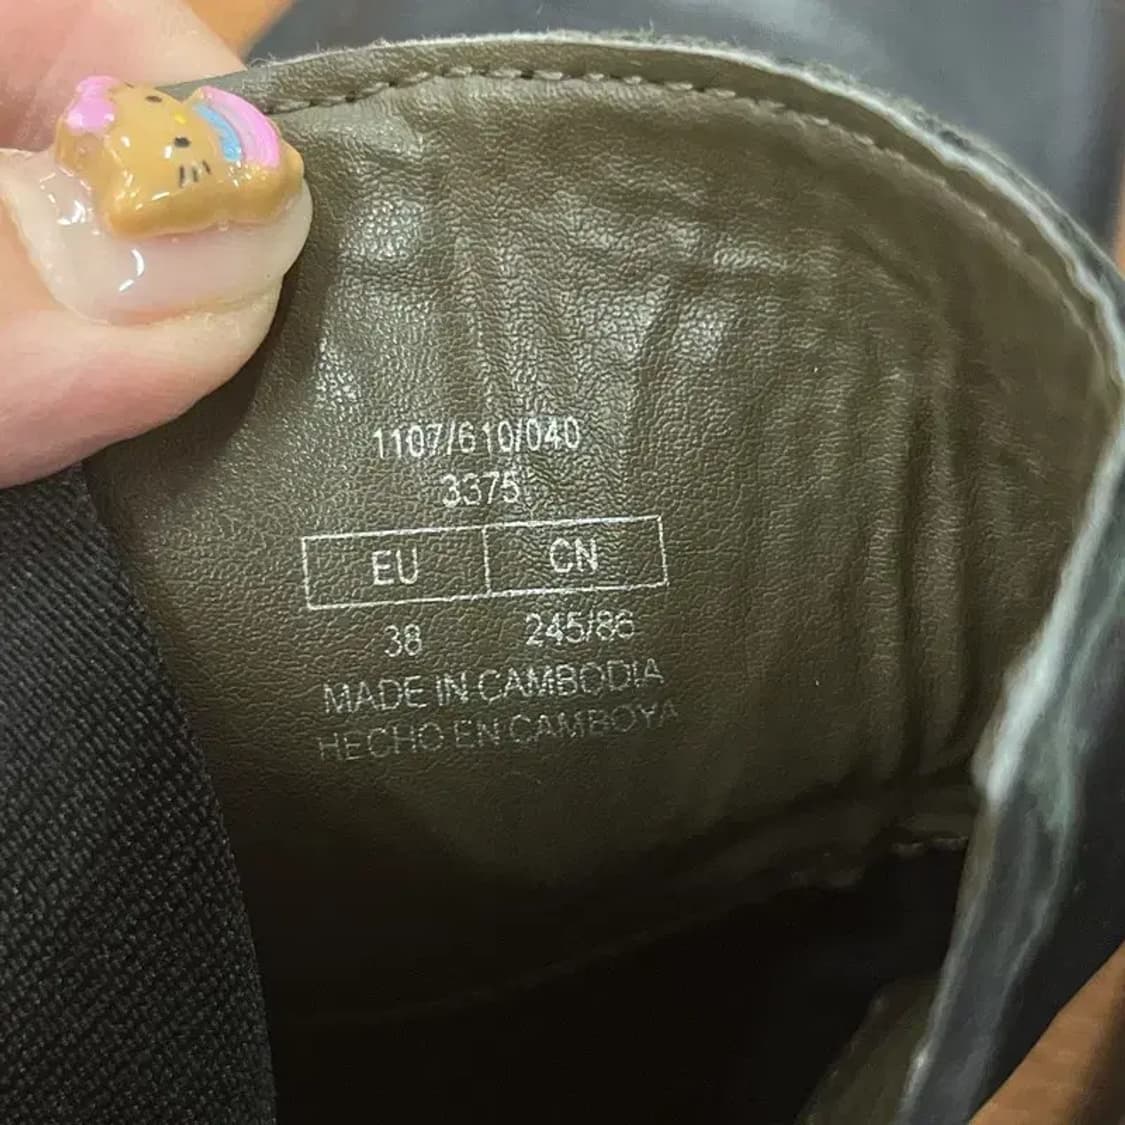 1107/610/040
3375
EU CN
38 245/86
MADE IN CAMBODIA
HECHO EN CAMBOYA